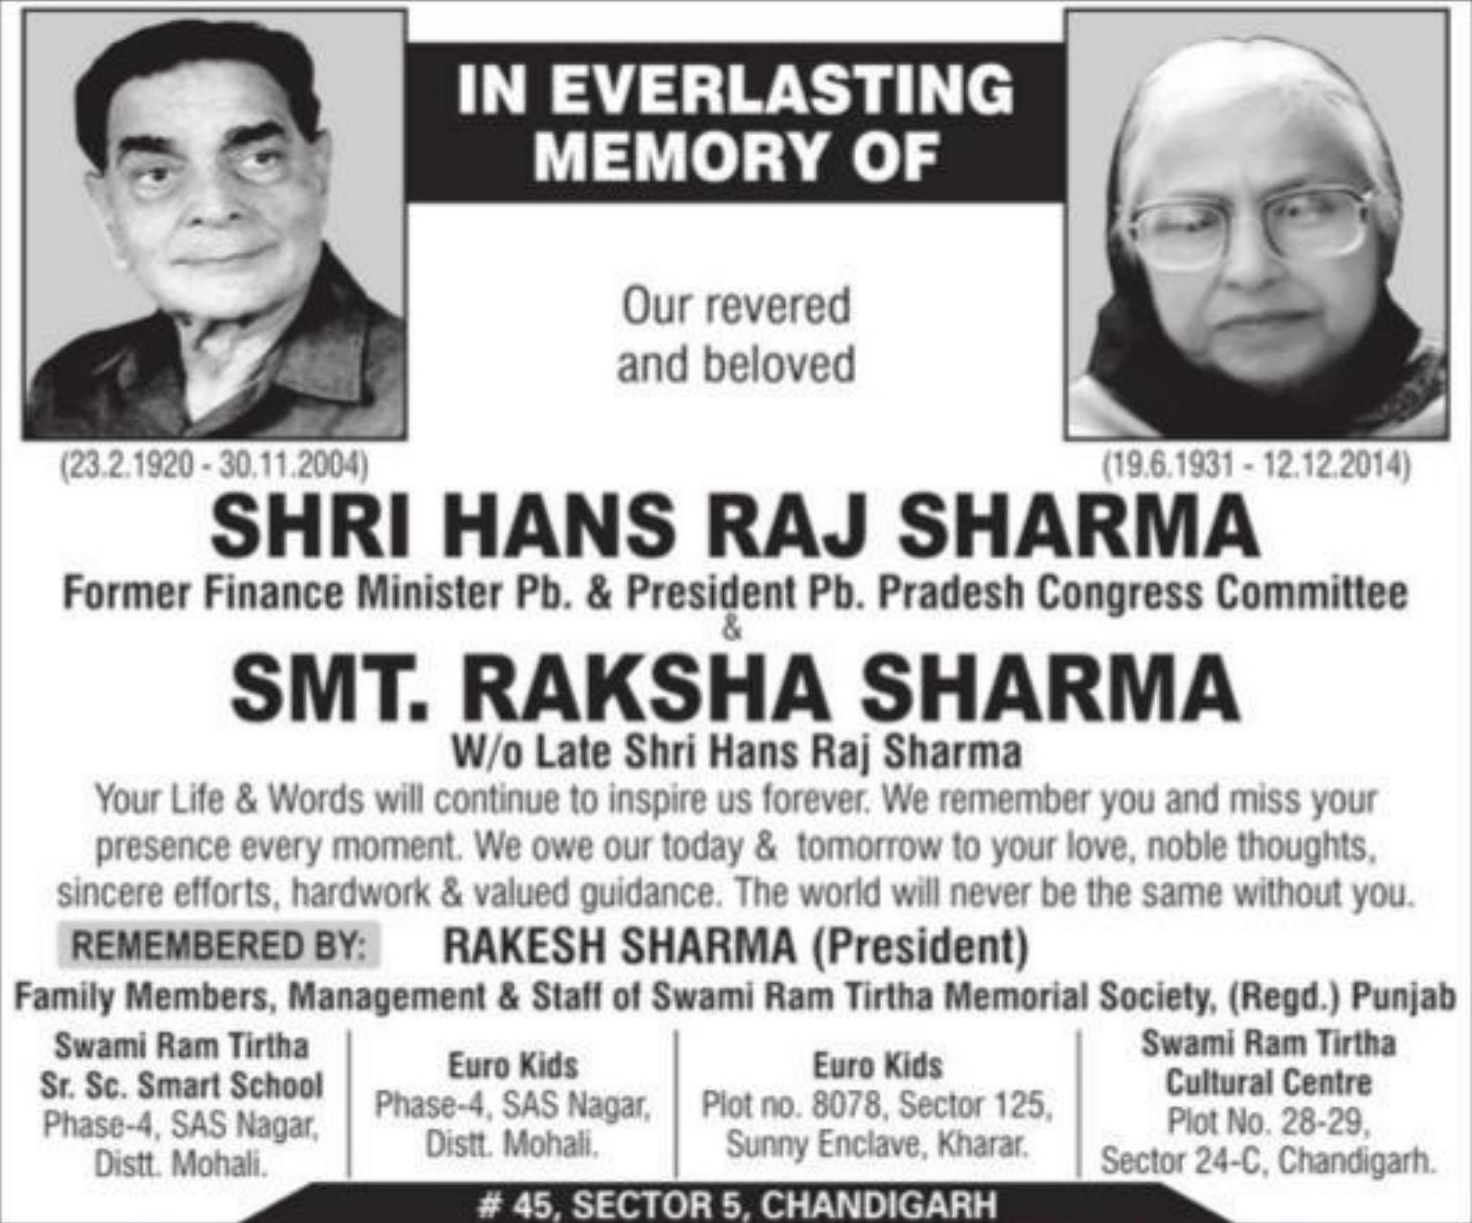 IN EVERLASTING
MEMORY OF
Our revered
and beloved
(23.2.1920 - 30.11.2004)
(19.6.1931 - 12.12.2014)
SHRI HANS RAJ SHARMA
Former Finance Minister Pb. & President Pb. Pradesh Congress Committee
&
SMT. RAKSHA SHARMA
W/o Late Shri Hans Raj Sharma
Your Life & Words will continue to inspire us forever. We remember you and miss your
presence every moment. We owe our today & tomorrow to your love, noble thoughts,
sincere efforts, hardwork & valued guidance. The world will never be the same without you.
REMEMBERED BY: RAKESH SHARMA (President)
Family Members, Management & Staff of Swami Ram Tirtha Memorial Society, (Regd.) Punjab
Swami Ram Tirtha
Sr. Sc. Smart School
Phase-4, SAS Nagar,
Distt. Mohali.
Euro Kids
Phase-4, SAS Nagar,
Distt. Mohali.
Euro Kids
Plot no. 8078, Sector 125,
Sunny Enclave, Kharar.
Swami Ram Tirtha
Cultural Centre
Plot No. 28-29,
Sector 24-C, Chandigarh.
# 45, SECTOR 5, CHANDIGARH